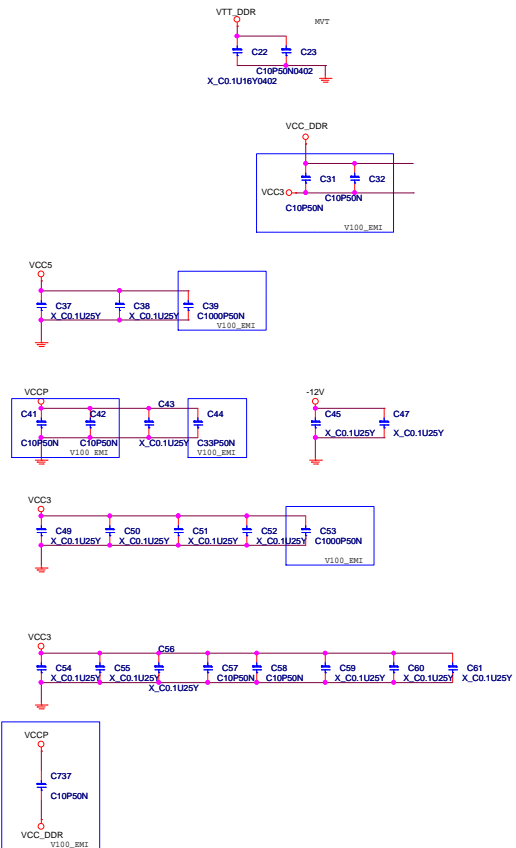 VTT_DDR
MVT
C22
C23
C10P50N0402
X_C0.1U16Y0402
VCC_DDR
C31
C32
VCC3
C10P50N
C10P50N
V100_EMI
VCC5
C37
C38
C39
X_C0.1U25Y
X_C0.1U25Y
C1000P50N
V100_EMI
VCCP
C41
C42
C43
C44
C10P50N
C10P50N
X_C0.1U25Y
C33P50N
V100_EMI
V100_EMI
-12V
C45
C47
X_C0.1U25Y
X_C0.1U25Y
VCC3
C49
C50
C51
C52
C53
X_C0.1U25Y
X_C0.1U25Y
X_C0.1U25Y
X_C0.1U25Y
C1000P50N
V100_EMI
VCC3
C56
C54
C55
C57
C58
C59
C60
C61
X_C0.1U25Y
X_C0.1U25Y
C10P50N
C10P50N
X_C0.1U25Y
X_C0.1U25Y
X_C0.1U25Y
X_C0.1U25Y
VCCP
C737
C10P50N
VCC_DDR
V100_EMI